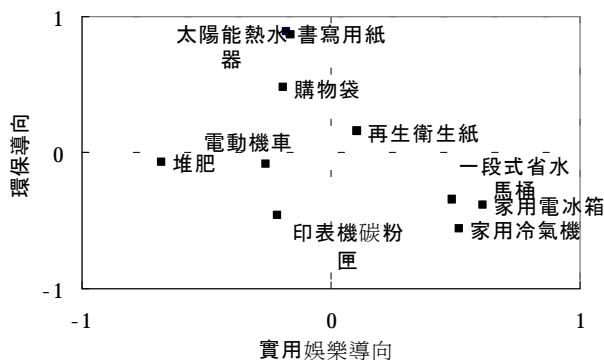 1
太陽能熱水
器
書寫用紙
購物袋
電動機車
再生衛生紙
環保導向
0
堆肥
一段式省水
馬桶
家用電冰箱
家用冷氣機
印表機碳粉
匣
-1
-1
0
1
實用娛樂導向